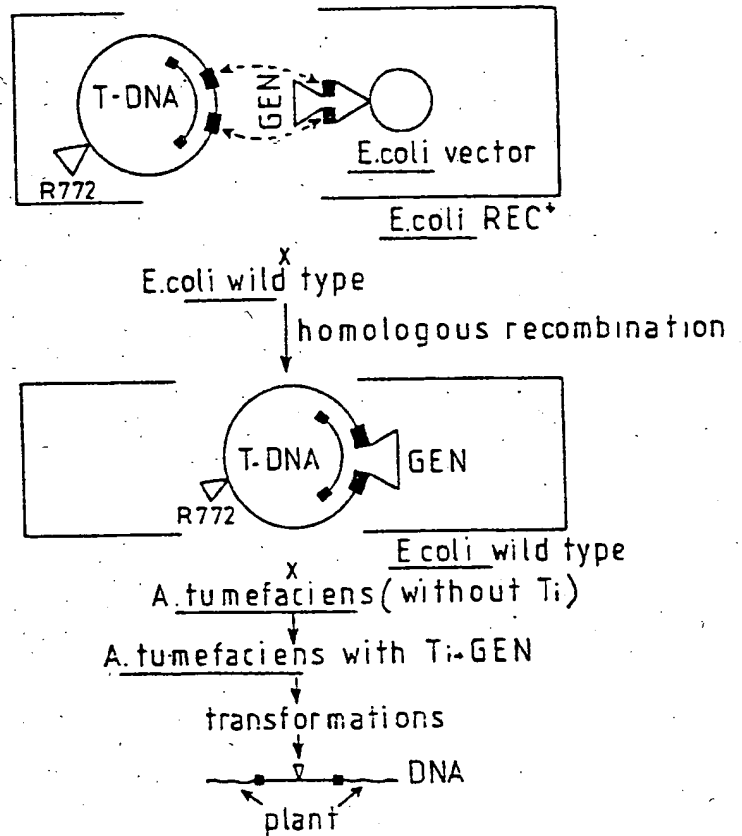 T-DNA
GEN
R772
E.coli vector
E.coli REC+
x
E.coli wild type
homologous recombination
T-DNA
GEN
R772
E coli wild type
x
A.tumefaciens (without Ti)
A.tumefaciens with Ti-GEN
transformations
DNA
plant